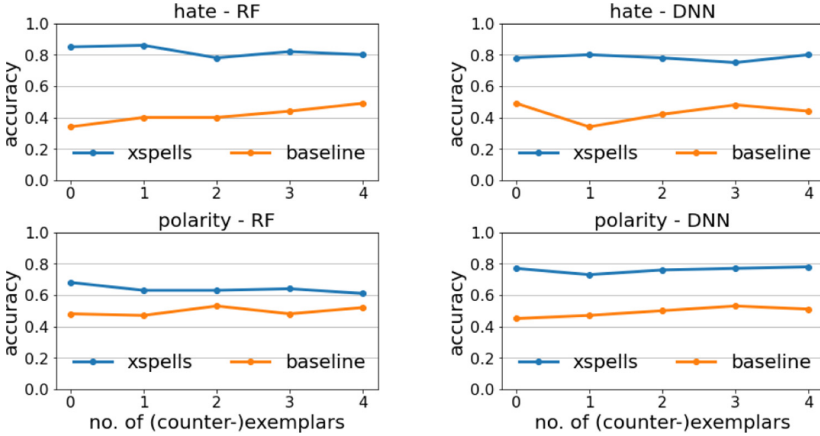 hate - RF
accuracy
1.0
0.8
0.6
0.4
0.2
0.0
xspells baseline
0 1 2 3 4
hate - DNN
accuracy
1.0
0.8
0.6
0.4
0.2
0.0
xspells baseline
0 1 2 3 4
polarity - RF
accuracy
1.0
0.8
0.6
0.4
0.2
0.0
xspells baseline
0 1 2 3 4
no. of (counter-)exemplars
polarity - DNN
accuracy
1.0
0.8
0.6
0.4
0.2
0.0
xspells baseline
0 1 2 3 4
no. of (counter-)exemplars